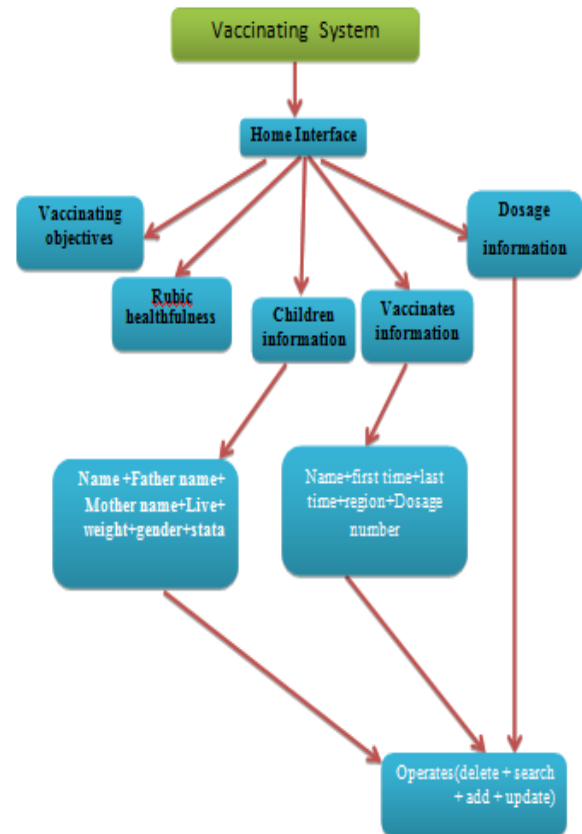 Vaccinating System
Home Interface
Vaccinating
objectives
Dosage
information
Rubic
healthfulness
Children
information
Vaccinates
information
Name +Father name+
Mother name+Live+
weight+gender+stata
Name+first time+last
time+region+Dosage
number
Operates(delete + search
+ add + update)